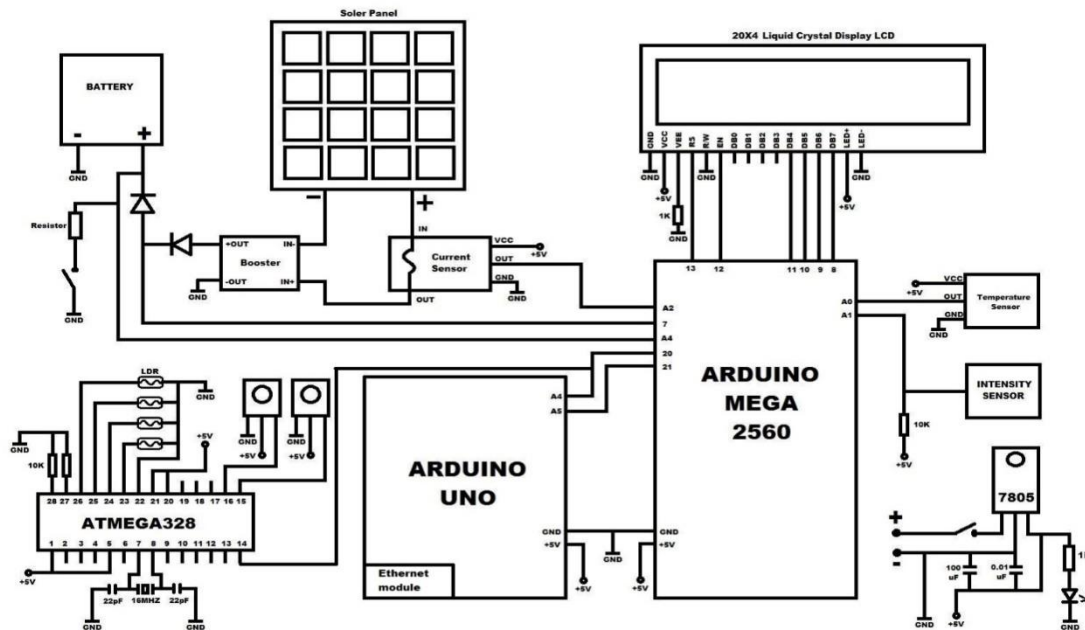 Soler Panel
20X4 Liquid Crystal Display LCD
BATTERY
- +
GND
GND VCC VEE RS R/W EN DB0 DB1 DB2 DB3 DB4 DB5 DB6 DB7 LED+ LED-
GND +5V GND +5V GND
1K
GND
Resister
GND
- +
IN
+OUT IN-
Booster
-OUT IN+
GND
Current
Sensor
VCC
+5V
OUT
GND
GND
OUT
13 12 11 10 9 8
A2
7
A4
20
21
A0
A1
VCC
+5V
OUT
GND
GND
Temperature
Sensor
ARDUINO
MEGA
2560
INTENSITY
SENSOR
10K
+5V
LDR
GND
GND
10K
+5V
GND +5V
GND +5V
28 27 26 25 24 23 22 21 20 19 18 17 16 15
ATMEGA328
1 2 3 4 5 6 7 8 9 10 11 12 13 14
+5V
22pF 16MHZ 22pF
GND GND
A4
A5
ARDUINO
UNO
GND
+5V
GND
GND
+5V
+5V
+5V
Ethernet
module
7805
+
-
100
uF
0.01
uF
GND
+5V
GND